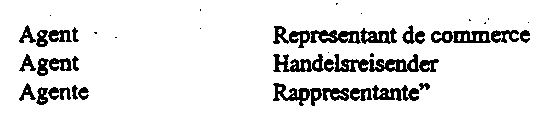 Agent Representant de commerce
Agent Handelsreisender
Agente Rappresentante”